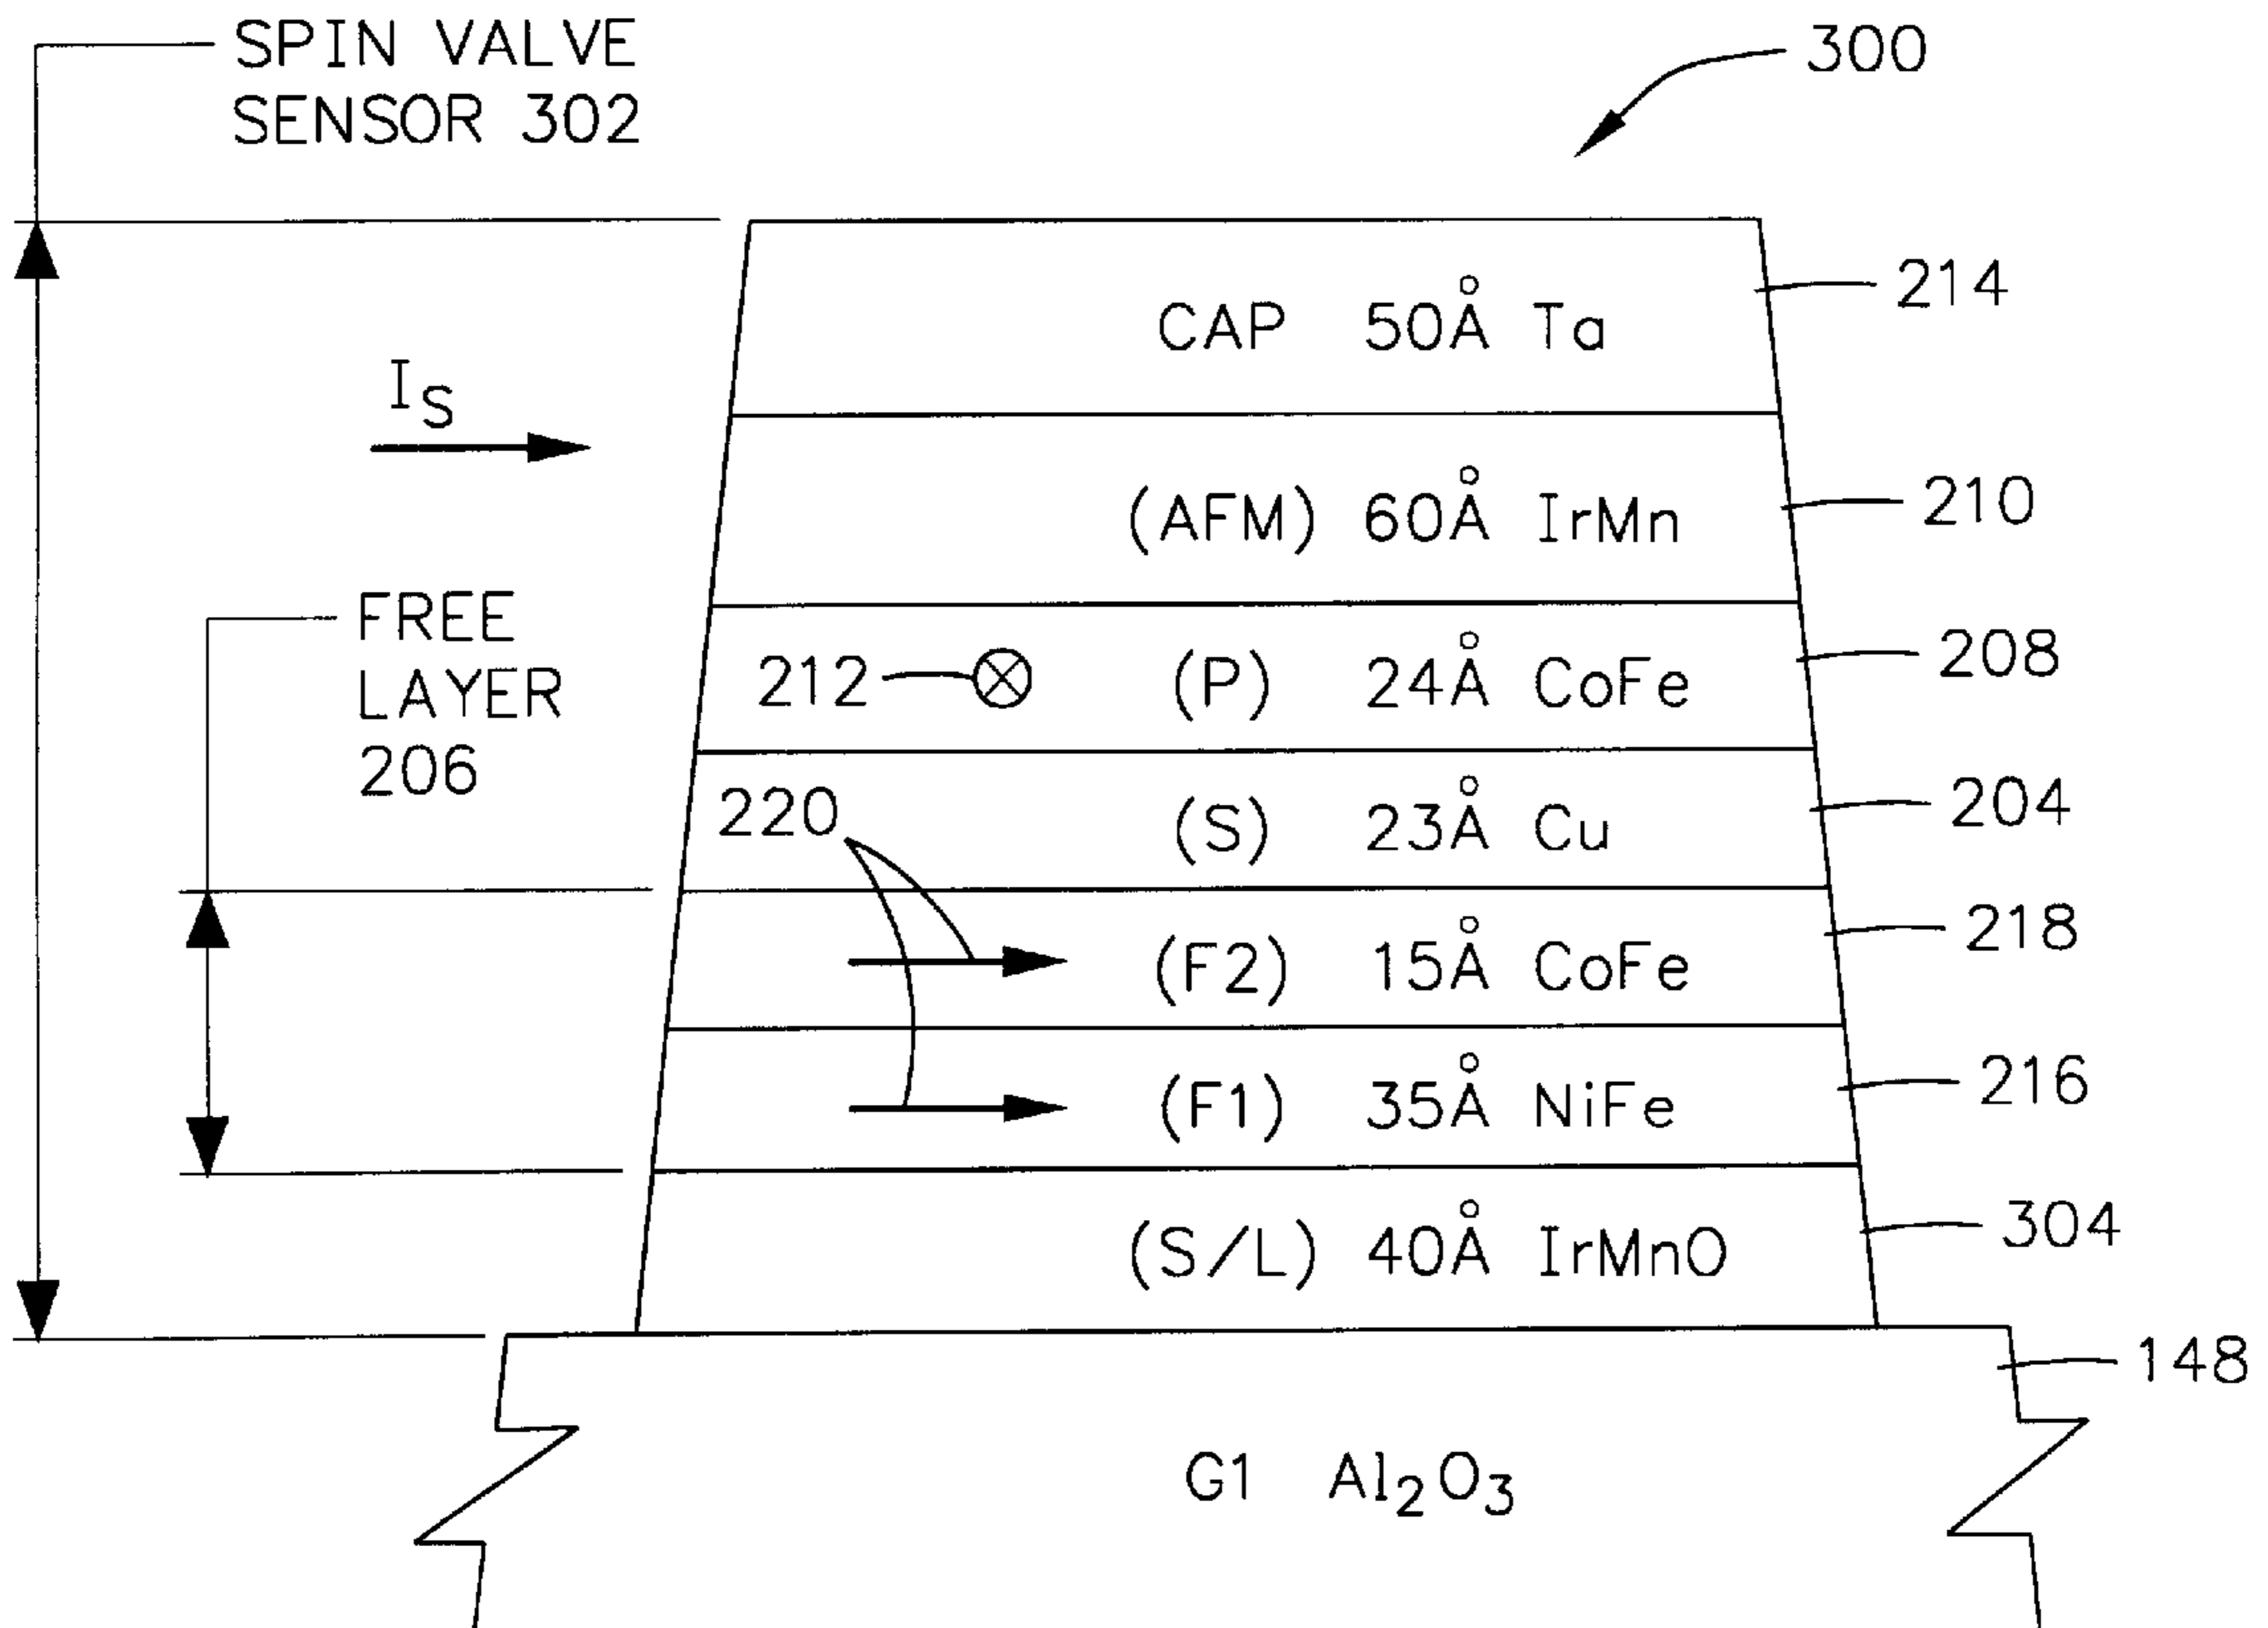 SPIN VALVE
SENSOR 302
300
CAP 50Å Ta
214
I_S
(AFM) 60Å IrMn
210
FREE
LAYER
206
212
(P) 24Å CoFe
208
220
(S) 23Å Cu
204
(F2) 15Å CoFe
218
(F1) 35Å NiFe
216
(S/L) 40Å IrMnO
304
148
G1 Al₂O₃